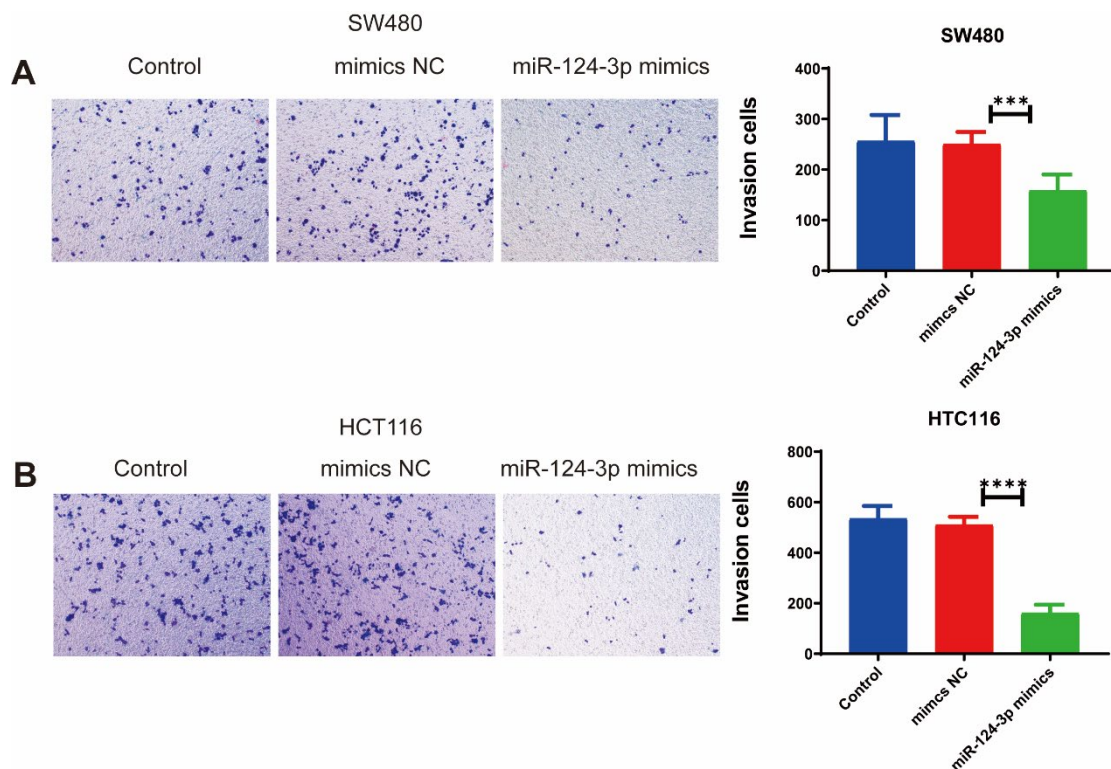 SW480
A
Control
mimics NC
miR-124-3p mimics
SW480
Invasion cells
400
300
200
100
0
***
Control
mimcs NC
miR-124-3p mimics
HCT116
B
Control
mimics NC
miR-124-3p mimics
HTC116
Invasion cells
800
600
400
200
0
****
Control
mimcs NC
miR-124-3p mimics